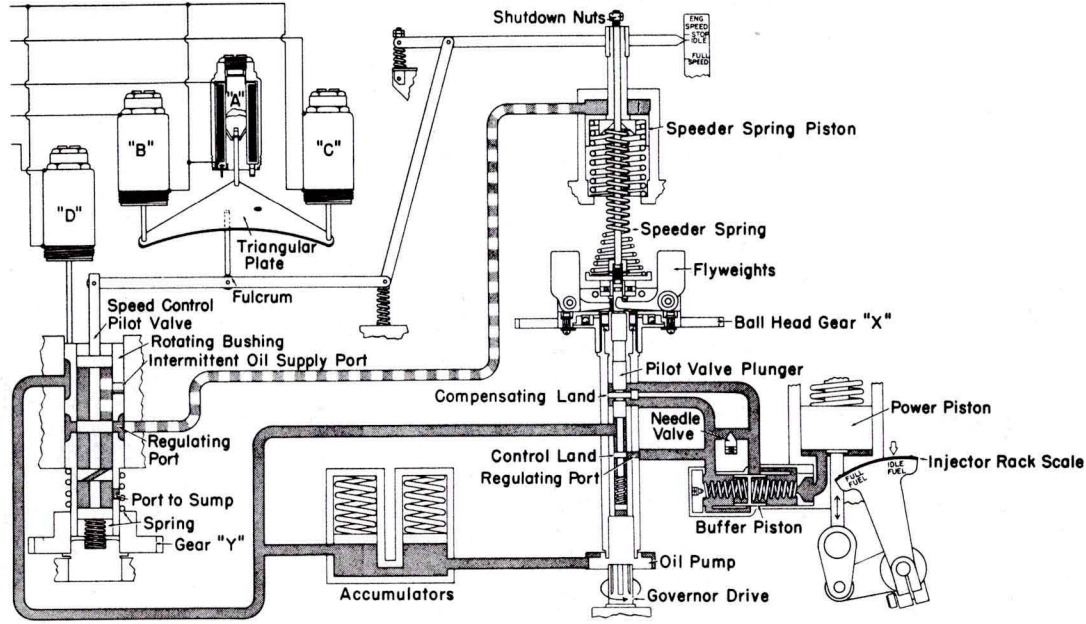 Shutdown Nuts
ENG
SPEED
STOP
IDLE
FULL
SPEED
"A"
"B"
"C"
"D"
Speeder Spring Piston
Triangular
Plate
Speeder Spring
Fulcrum
Flyweights
Speed Control
Pilot Valve
Rotating Bushing
Intermittent Oil Supply Port
Ball Head Gear "X"
Pilot Valve Plunger
Compensating Land
Needle
Valve
Power Piston
Regulating
Port
Control Land
Regulating Port
FULL
FUEL
IDLE
FUEL
Injector Rack Scale
Port to Sump
Spring
Gear "Y"
Buffer Piston
Accumulators
Oil Pump
Governor Drive